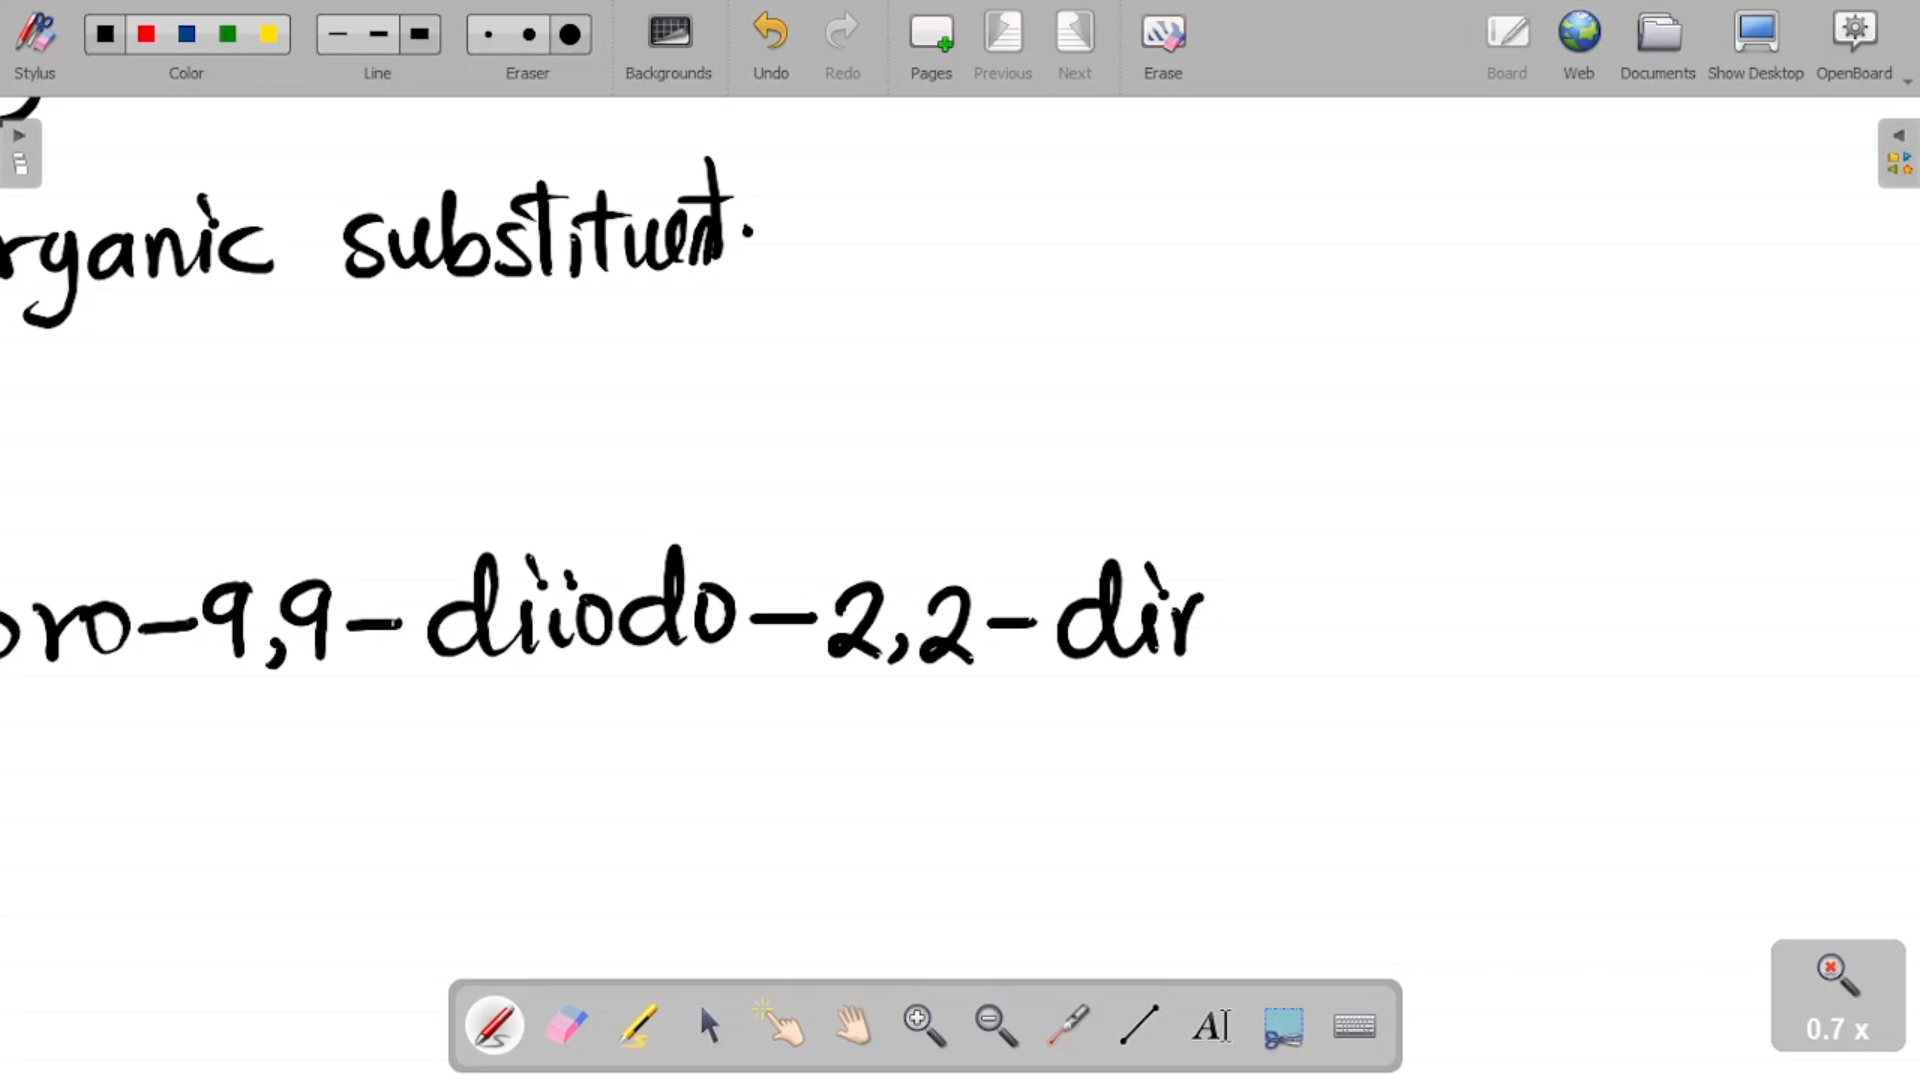 Stylus Color Line Eraser Backgrounds Undo Redo Pages Previous Next Erase Board Web Documents Show Desktop OpenBoard
rganic substituent.
oro-9,9-diiodo-2,2-dir
0.7 x